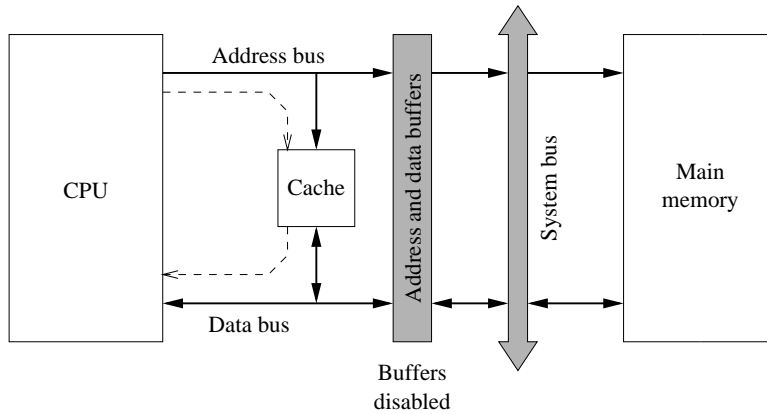 Address bus
CPU
Cache
Address and data buffers
System bus
Main
memory
Data bus
Buffers
disabled